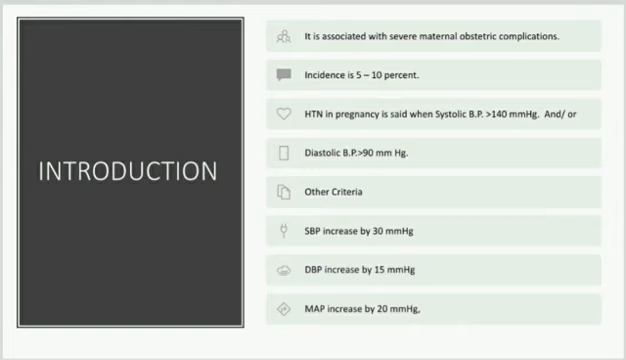 INTRODUCTION
It is associated with severe maternal obstetric complications.
Incidence is 5 – 10 percent.
HTN in pregnancy is said when Systolic B.P. >140 mmHg.  And/ or
Diastolic B.P.>90 mm Hg.
Other Criteria
SBP increase by 30 mmHg
DBP increase by 15 mmHg
MAP increase by 20 mmHg,